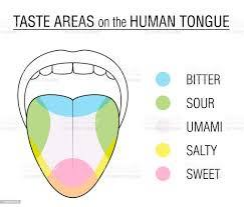 TASTE AREAS on the HUMAN TONGUE
BITTER
SOUR
UMAMI
SALTY
SWEET